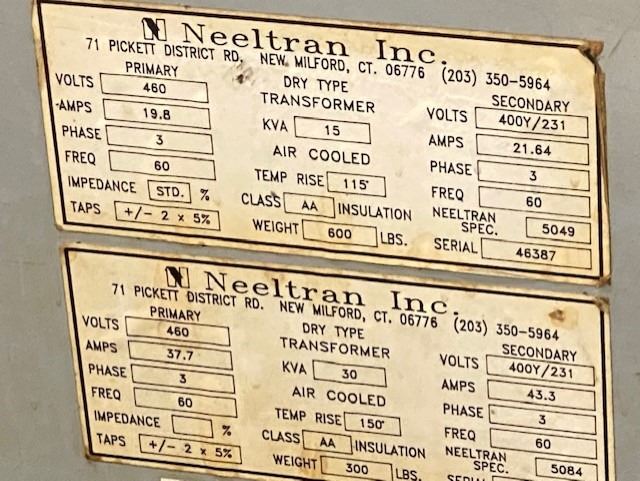 N Neeltran Inc.
71 PICKETT DISTRICT RD. NEW MILFORD, CT. 06776 (203) 350-5964
PRIMARY
VOLTS 460
AMPS 19.8
PHASE 3
FREQ 60
IMPEDANCE STD. %
TAPS +/- 2 x 5%
DRY TYPE
TRANSFORMER
KVA 15
AIR COOLED
TEMP RISE 115°
CLASS AA INSULATION
WEIGHT 600 LBS.
SECONDARY
VOLTS 400Y/231
AMPS 21.64
PHASE 3
FREQ 60
NEELTRAN
SPEC. 5049
SERIAL 46387
N Neeltran Inc.
71 PICKETT DISTRICT RD. NEW MILFORD, CT. 06776 (203) 350-5964
PRIMARY
VOLTS 460
AMPS 37.7
PHASE 3
FREQ 60
IMPEDANCE %
TAPS +/- 2 x 5%
DRY TYPE
TRANSFORMER
KVA 30
AIR COOLED
TEMP RISE 150°
CLASS AA INSULATION
WEIGHT 300 LBS.
SECONDARY
VOLTS 400Y/231
AMPS 43.3
PHASE 3
FREQ 60
NEELTRAN
SPEC. 5084